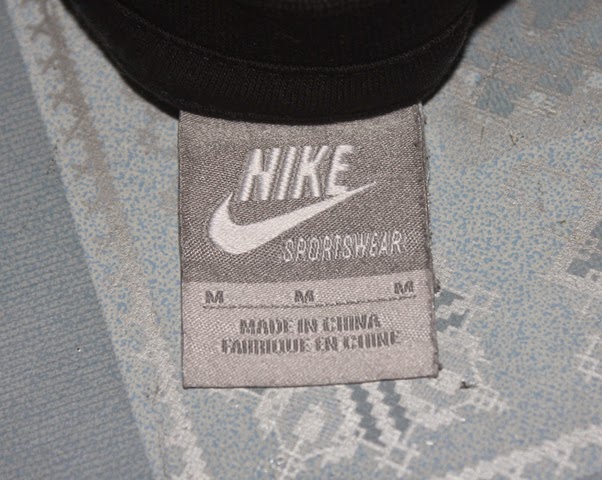 NIKE
SPORTSWEAR
M M M
MADE IN CHINA
FABRIQUE EN CHINE